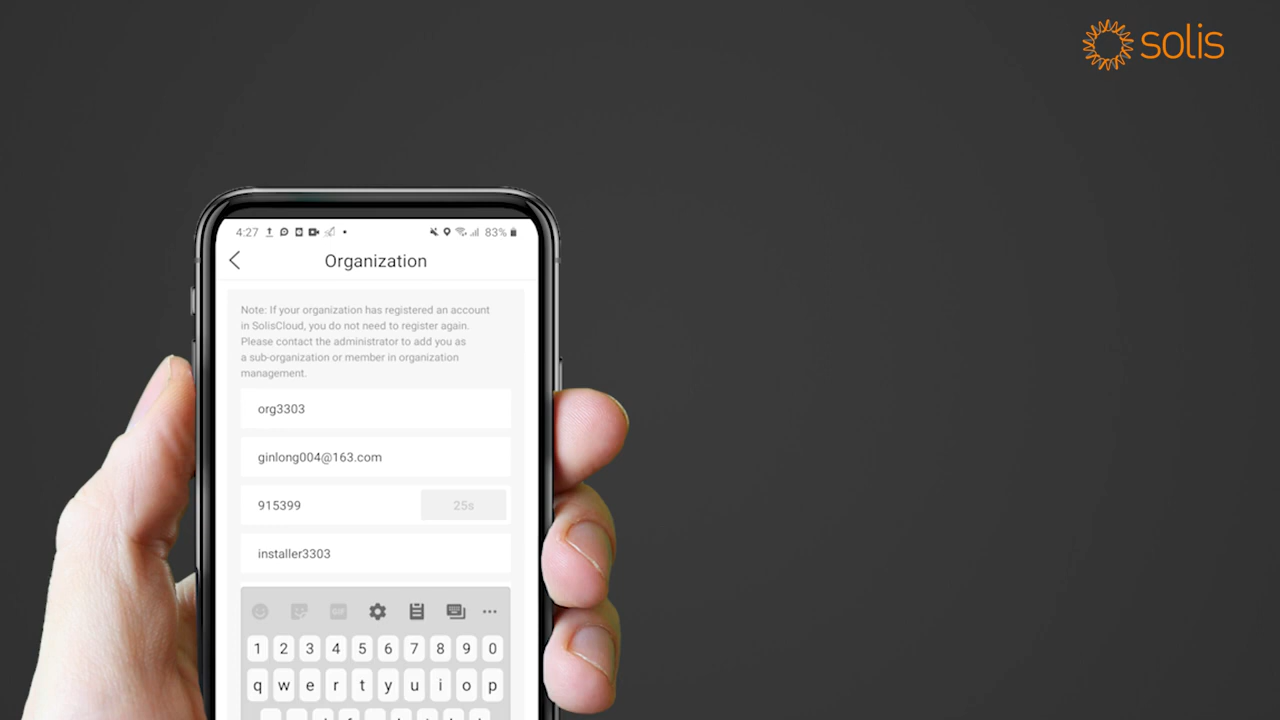 solis
4:27 83%
Organization
Note: If your organization has registered an account
in SolisCloud, you do not need to register again.
Please contact the administrator to add you as
a sub-organization or member in organization
management.
org3303
ginlong004@163.com
915399 25s
installer3303
GIF
1 2 3 4 5 6 7 8 9 0
q w e r t y u i o p